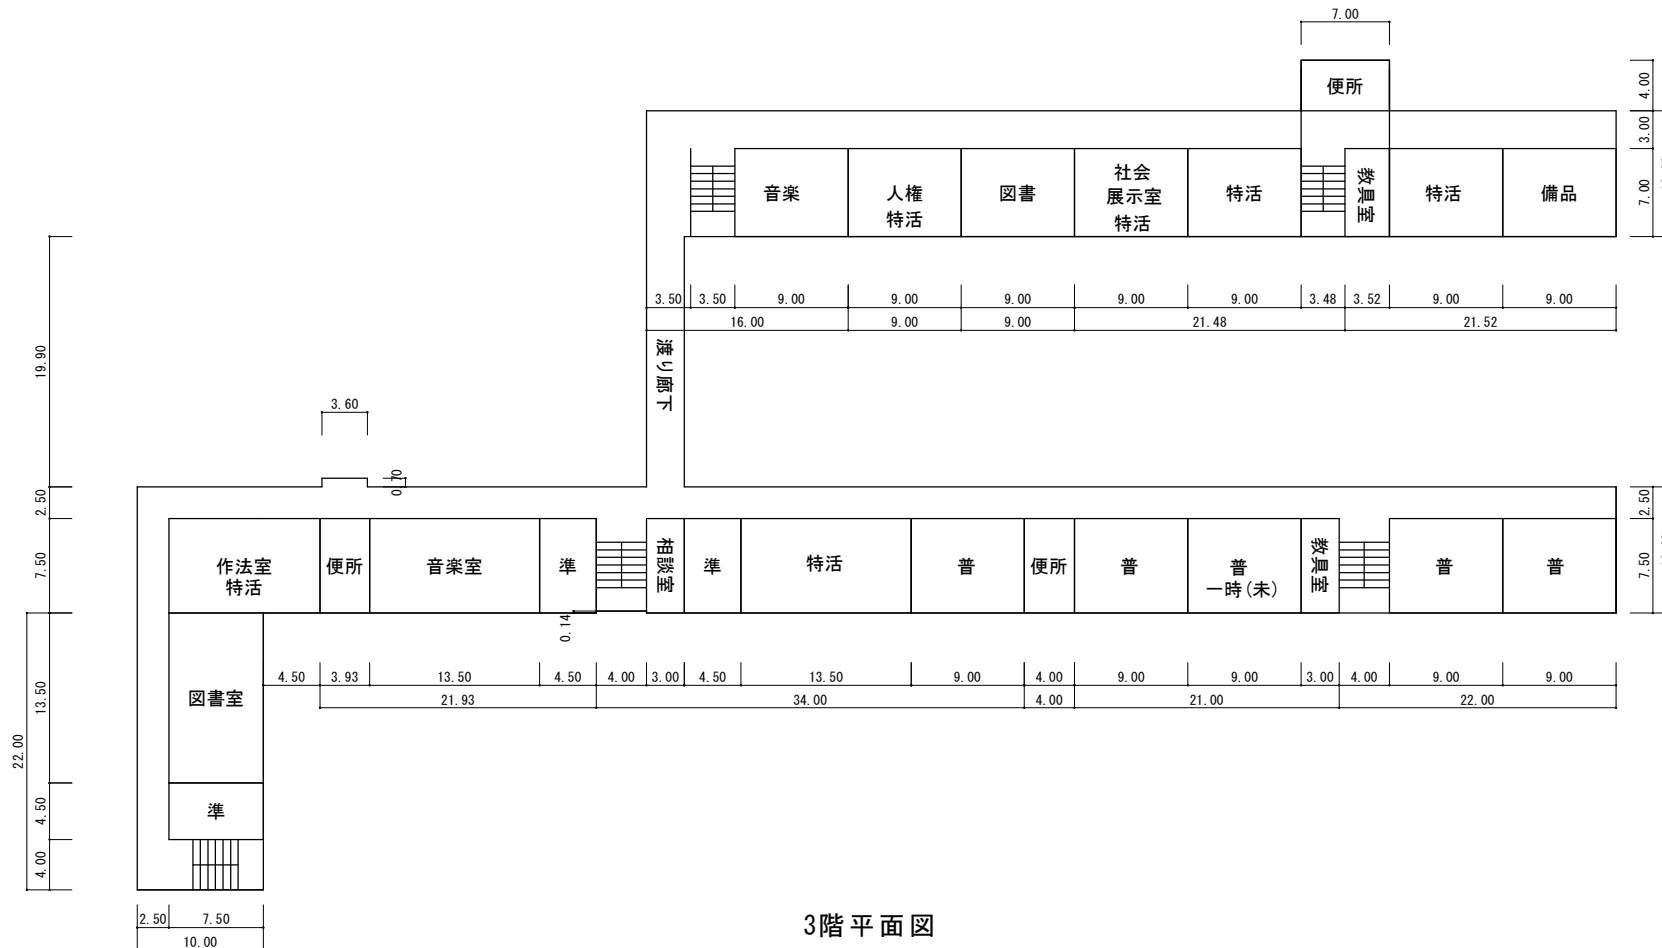 7.00
便所
4.00
3.00
7.00
音楽
人権
特活
図書
社会
展示室
特活
特活
教具室
特活
備品
3.50
3.50
9.00
9.00
9.00
9.00
9.00
3.48
3.52
9.00
9.00
16.00
9.00
9.00
21.48
21.52
渡り廊下
19.90
3.60
0.70
2.50
7.50
2.50
7.50
作法室
特活
便所
音楽室
準
相談室
準
特活
普
便所
普
普
一時(未)
教具室
普
普
0.14
4.50
3.93
13.50
4.50
4.00
3.00
4.50
13.50
9.00
4.00
9.00
9.00
3.00
4.00
9.00
9.00
21.93
34.00
4.00
21.00
22.00
図書室
準
22.00
13.50
4.50
4.00
2.50
7.50
10.00
3階平面図